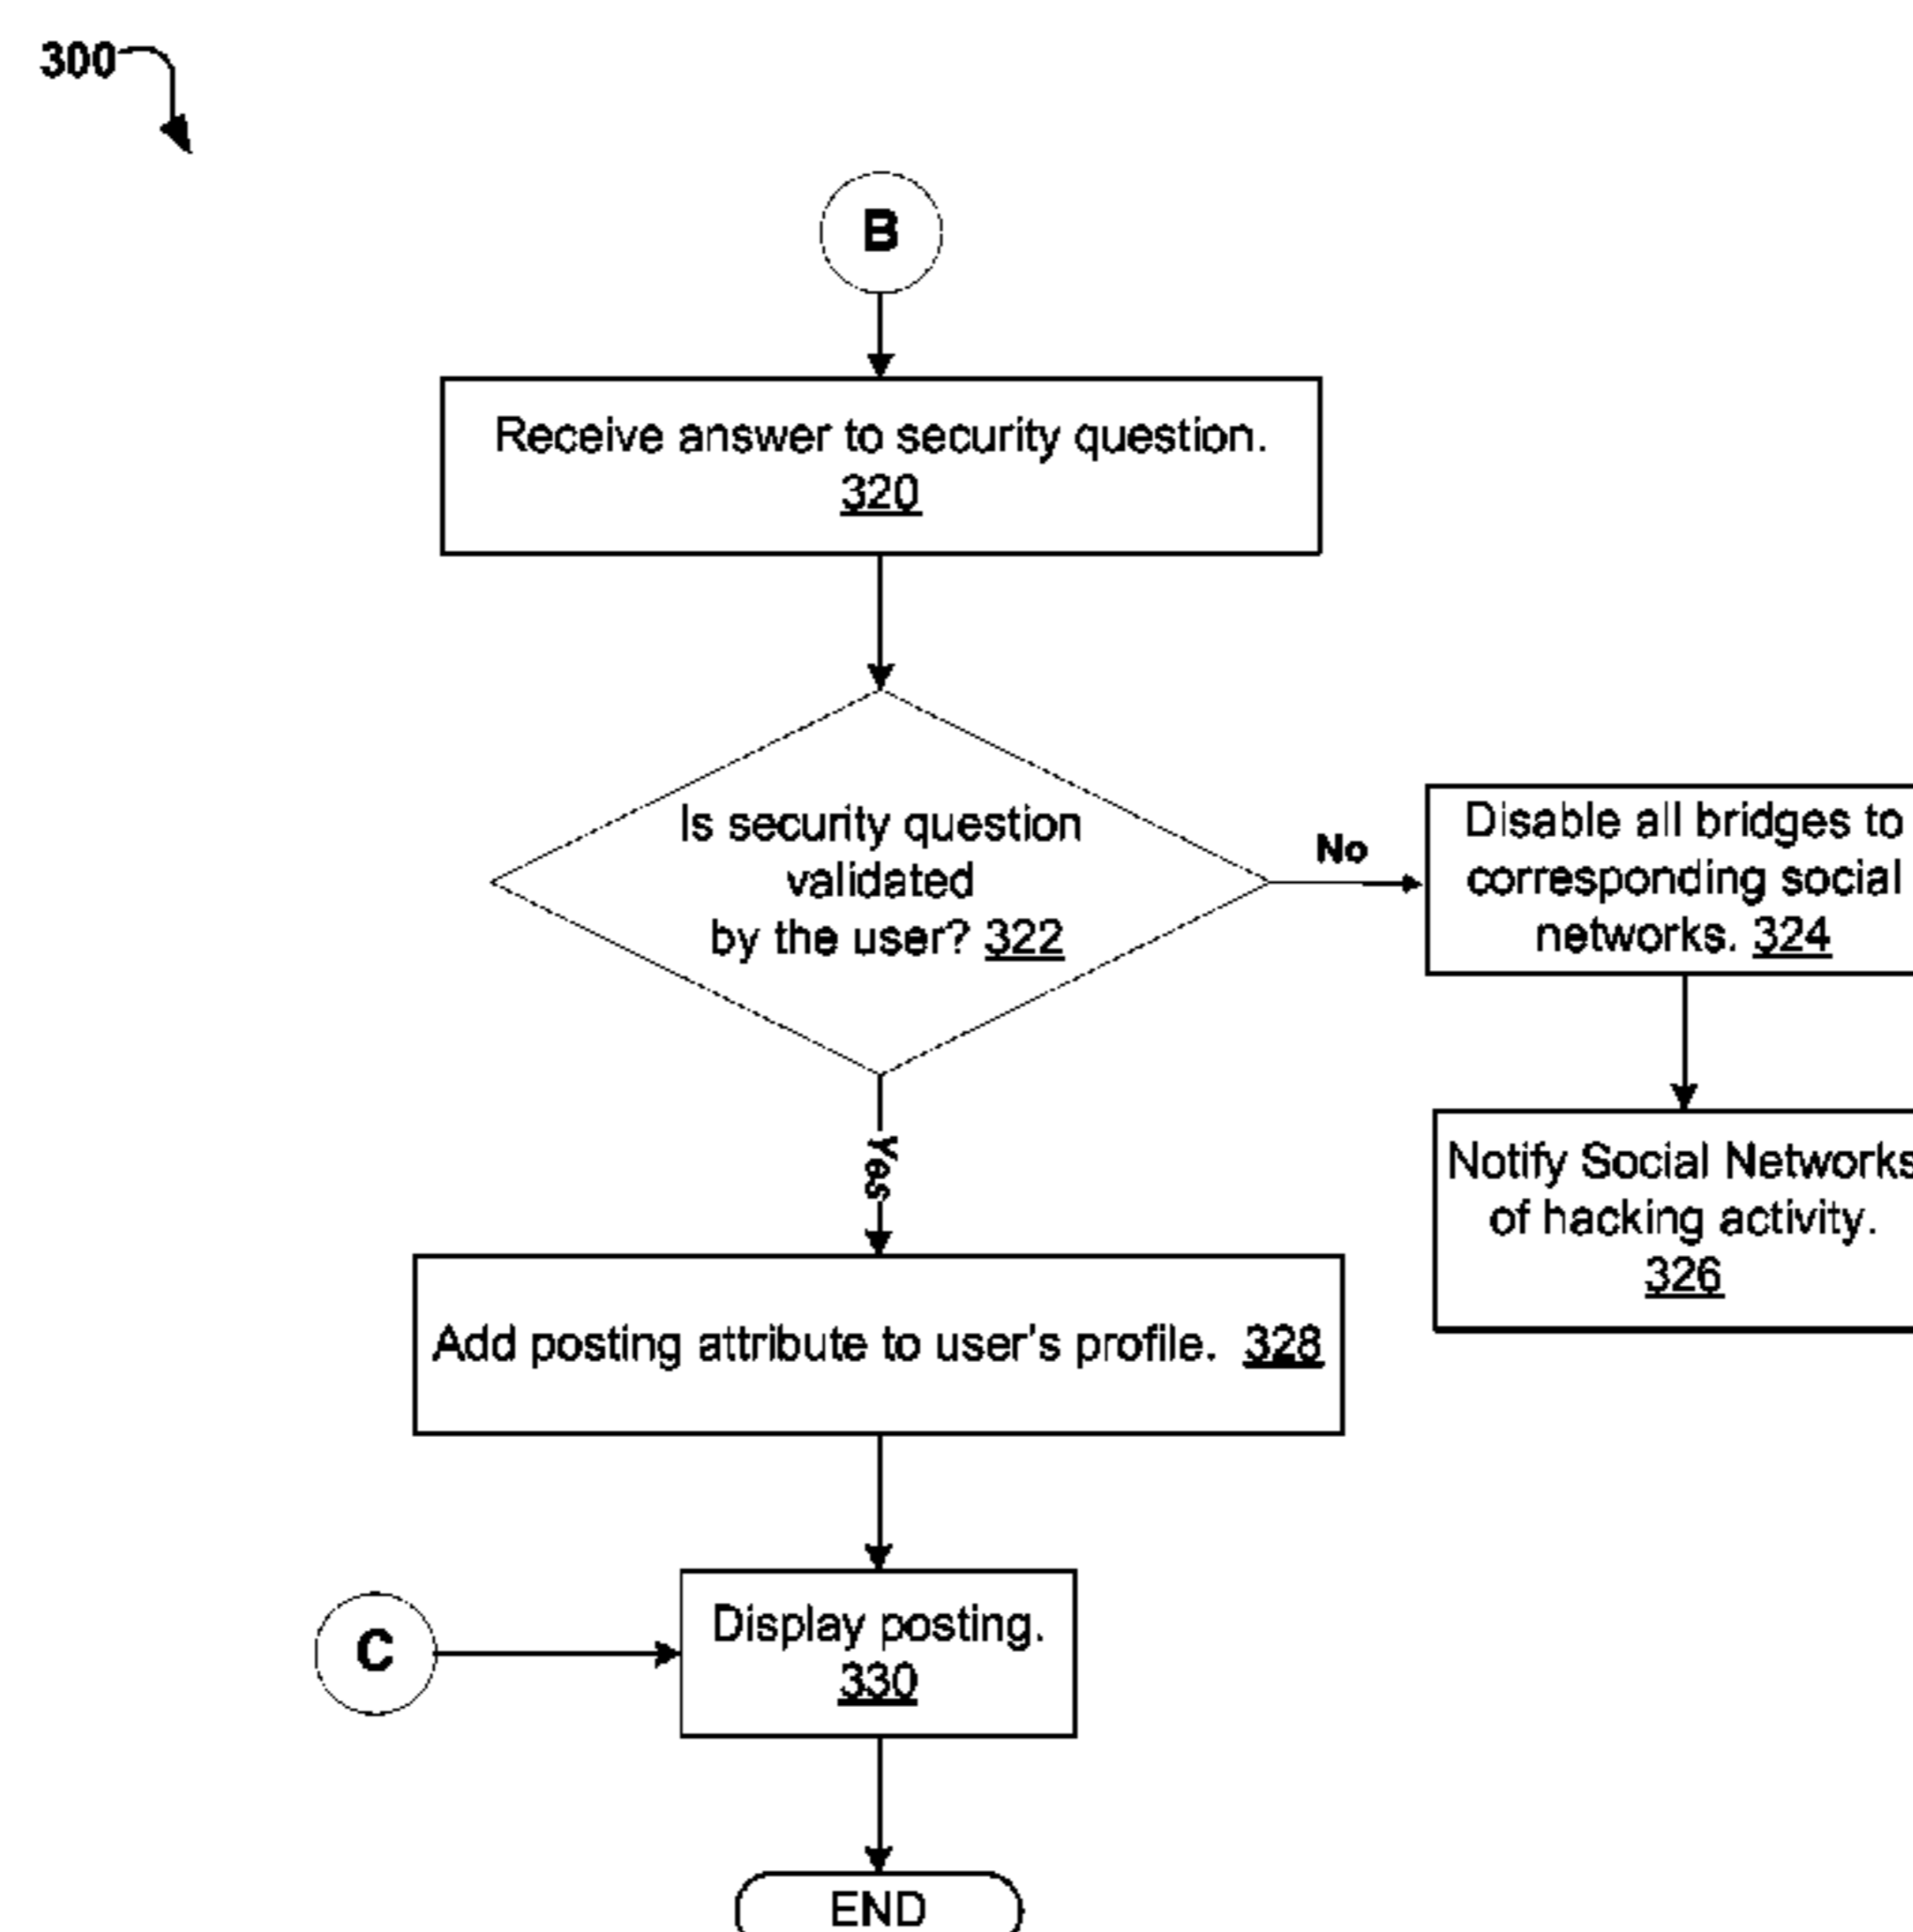 300
B
Receive answer to security question.
320
Is security question
validated
by the user? 322
No
Disable all bridges to
corresponding social
networks. 324
Yes
Notify Social Networks
of hacking activity.
326
Add posting attribute to user's profile. 328
C
Display posting.
330
END